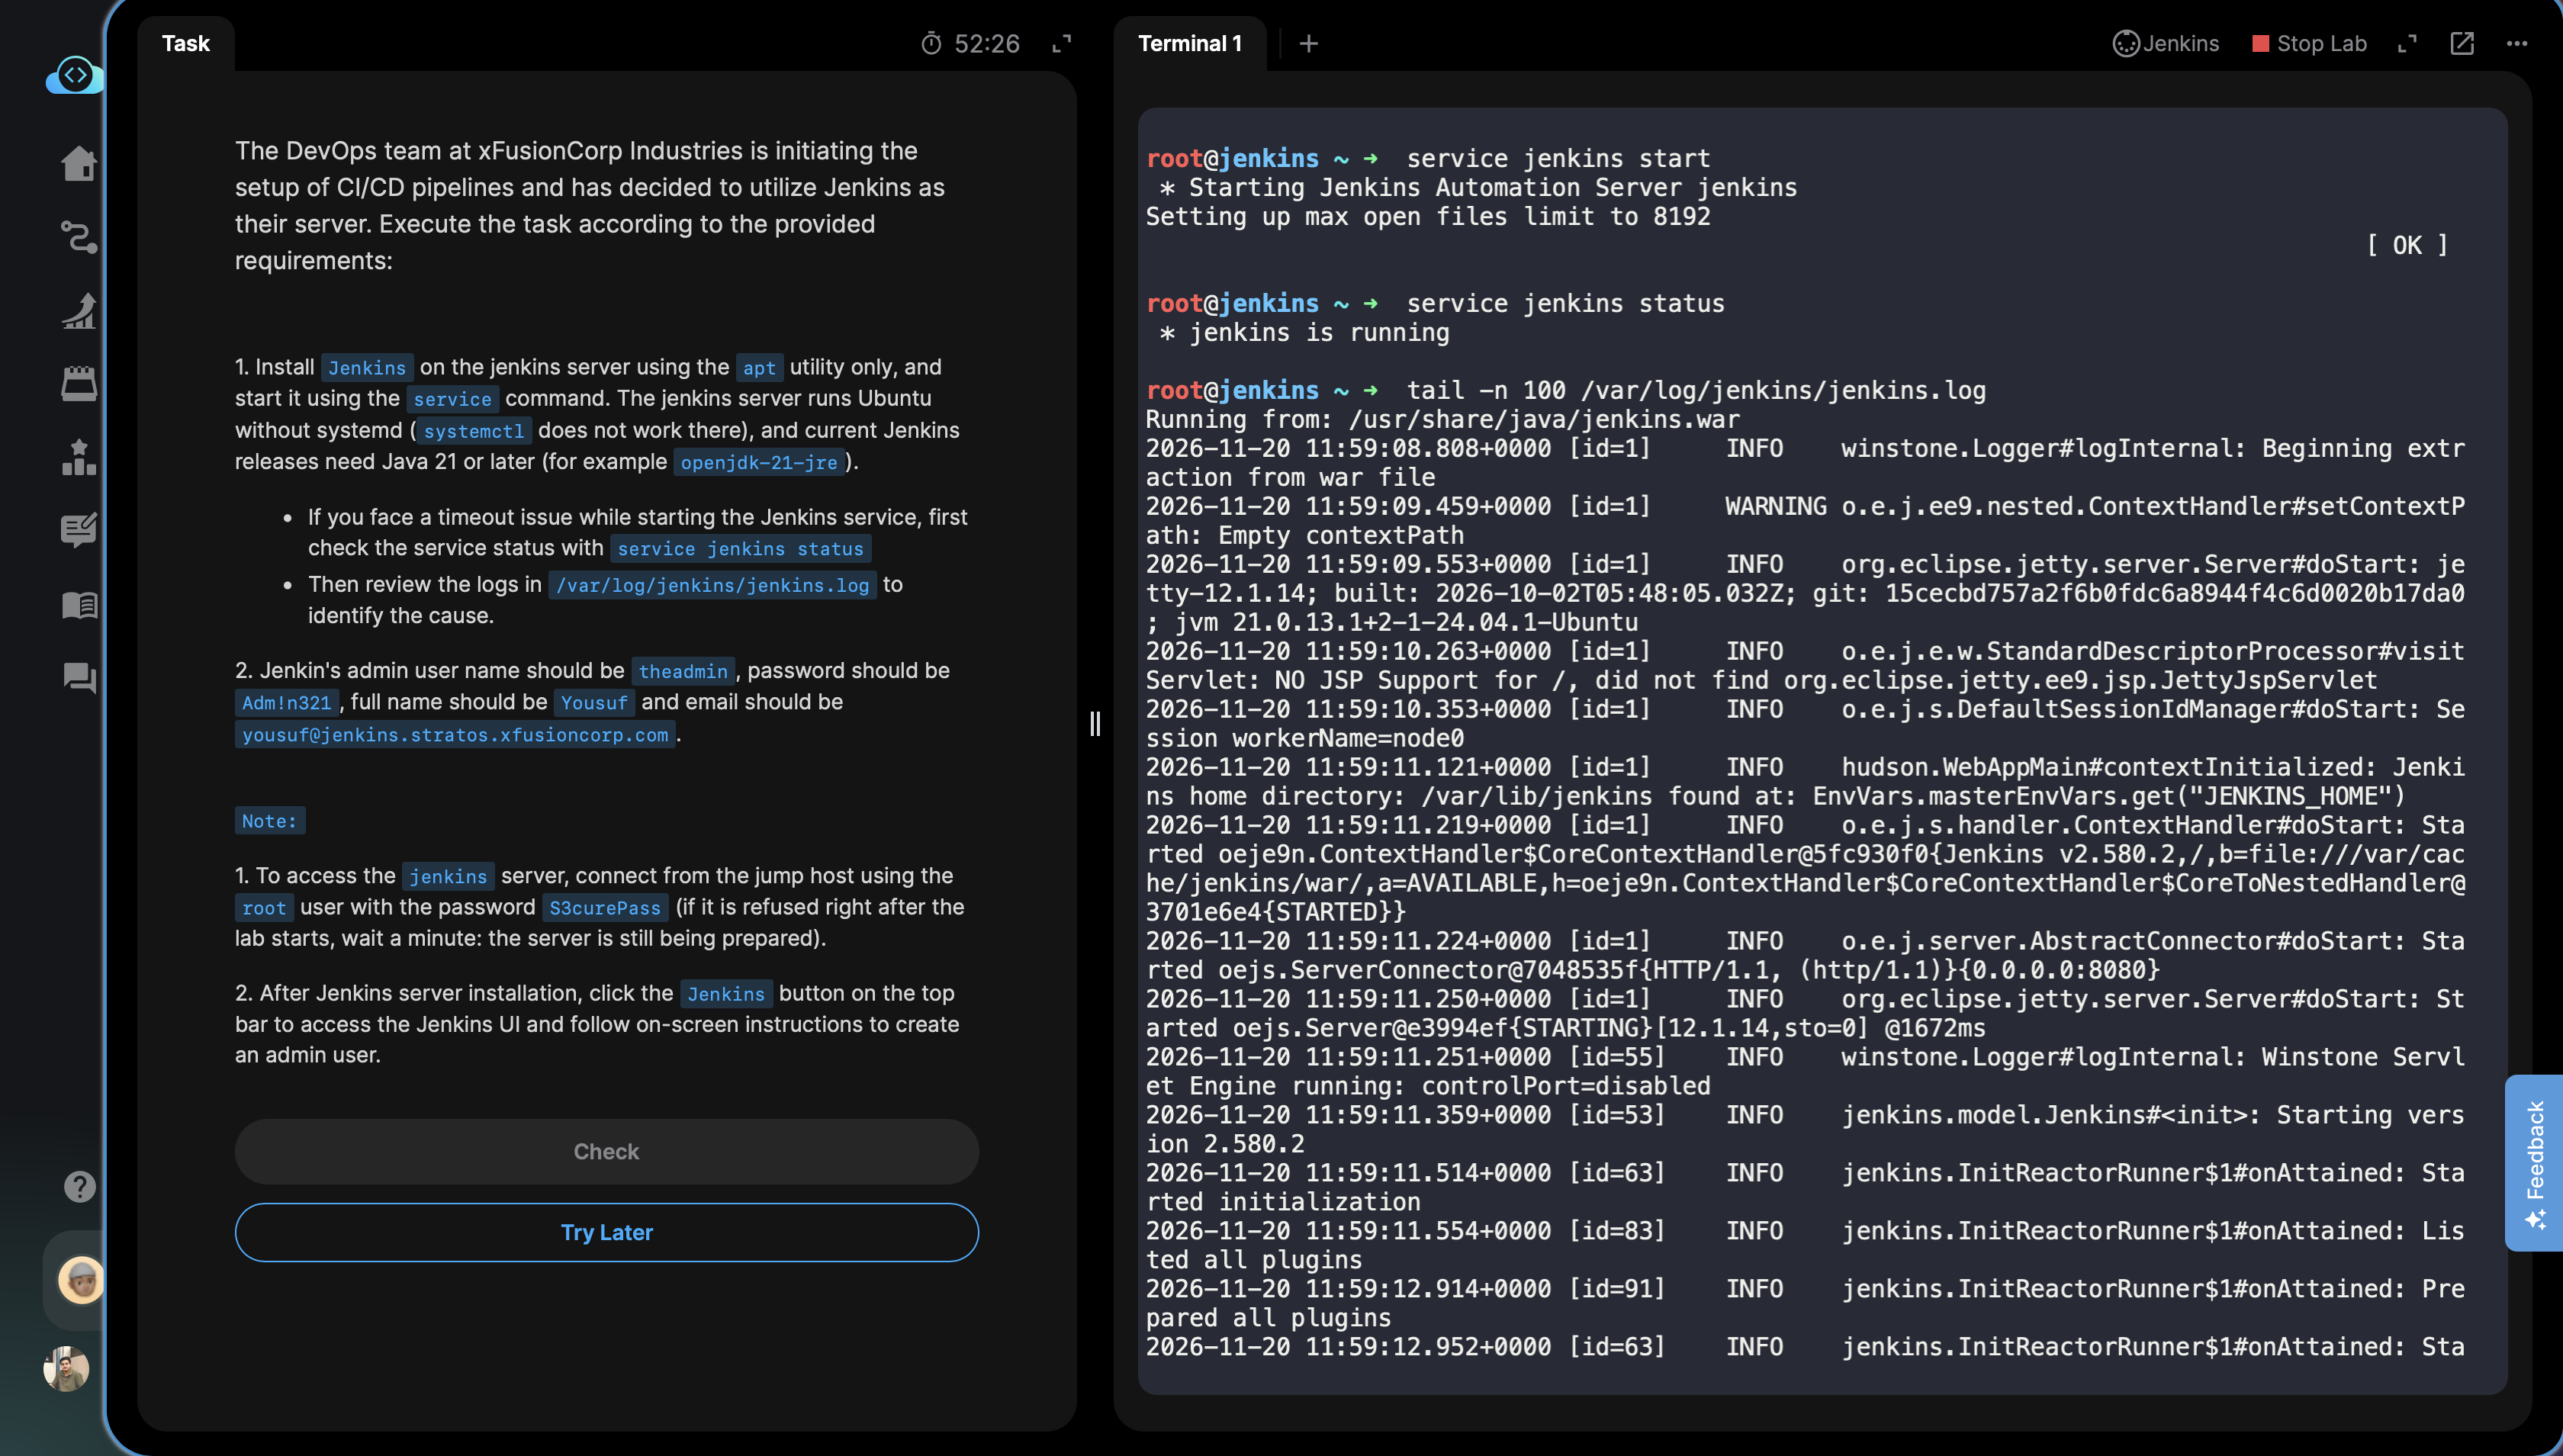 Task
52:26
The DevOps team at xFusionCorp Industries is initiating the
setup of CI/CD pipelines and has decided to utilize Jenkins as
their server. Execute the task according to the provided
requirements:
1. Install Jenkins on the jenkins server using the apt utility only, and
start it using the service command. The jenkins server runs Ubuntu
without systemd ( systemctl does not work there), and current Jenkins
releases need Java 21 or later (for example openjdk-21-jre ).
• If you face a timeout issue while starting the Jenkins service, first
check the service status with service jenkins status
• Then review the logs in /var/log/jenkins/jenkins.log to
identify the cause.
2. Jenkin's admin user name should be theadmin , password should be
Adm!n321 , full name should be Yousuf and email should be
yousuf@jenkins.stratos.xfusioncorp.com .
Note:
1. To access the jenkins server, connect from the jump host using the
root user with the password S3curePass (if it is refused right after the
lab starts, wait a minute: the server is still being prepared).
2. After Jenkins server installation, click the Jenkins button on the top
bar to access the Jenkins UI and follow on-screen instructions to create
an admin user.
Check
Try Later
Terminal 1
Jenkins
Stop Lab
root@jenkins ~ ➜  service jenkins start
 * Starting Jenkins Automation Server jenkins
Setting up max open files limit to 8192
[ OK ]
root@jenkins ~ ➜  service jenkins status
 * jenkins is running
root@jenkins ~ ➜  tail -n 100 /var/log/jenkins/jenkins.log
Running from: /usr/share/java/jenkins.war
2026-11-20 11:59:08.808+0000 [id=1]     INFO    winstone.Logger#logInternal: Beginning extr
action from war file
2026-11-20 11:59:09.459+0000 [id=1]     WARNING o.e.j.ee9.nested.ContextHandler#setContextP
ath: Empty contextPath
2026-11-20 11:59:09.553+0000 [id=1]     INFO    org.eclipse.jetty.server.Server#doStart: je
tty-12.1.14; built: 2026-10-02T05:48:05.032Z; git: 15cecbd757a2f6b0fdc6a8944f4c6d0020b17da0
; jvm 21.0.13.1+2-1-24.04.1-Ubuntu
2026-11-20 11:59:10.263+0000 [id=1]     INFO    o.e.j.e.w.StandardDescriptorProcessor#visit
Servlet: NO JSP Support for /, did not find org.eclipse.jetty.ee9.jsp.JettyJspServlet
2026-11-20 11:59:10.353+0000 [id=1]     INFO    o.e.j.s.DefaultSessionIdManager#doStart: Se
ssion workerName=node0
2026-11-20 11:59:11.121+0000 [id=1]     INFO    hudson.WebAppMain#contextInitialized: Jenki
ns home directory: /var/lib/jenkins found at: EnvVars.masterEnvVars.get("JENKINS_HOME")
2026-11-20 11:59:11.219+0000 [id=1]     INFO    o.e.j.s.handler.ContextHandler#doStart: Sta
rted oeje9n.ContextHandler$CoreContextHandler@5fc930f0{Jenkins v2.580.2,/,b=file:///var/cac
he/jenkins/war/,a=AVAILABLE,h=oeje9n.ContextHandler$CoreContextHandler$CoreToNestedHandler@
3701e6e4{STARTED}}
2026-11-20 11:59:11.224+0000 [id=1]     INFO    o.e.j.server.AbstractConnector#doStart: Sta
rted oejs.ServerConnector@7048535f{HTTP/1.1, (http/1.1)}{0.0.0.0:8080}
2026-11-20 11:59:11.250+0000 [id=1]     INFO    org.eclipse.jetty.server.Server#doStart: St
arted oejs.Server@e3994ef{STARTING}[12.1.14,sto=0] @1672ms
2026-11-20 11:59:11.251+0000 [id=55]    INFO    winstone.Logger#logInternal: Winstone Servl
et Engine running: controlPort=disabled
2026-11-20 11:59:11.359+0000 [id=53]    INFO    jenkins.model.Jenkins#<init>: Starting vers
ion 2.580.2
2026-11-20 11:59:11.514+0000 [id=63]    INFO    jenkins.InitReactorRunner$1#onAttained: Sta
rted initialization
2026-11-20 11:59:11.554+0000 [id=83]    INFO    jenkins.InitReactorRunner$1#onAttained: Lis
ted all plugins
2026-11-20 11:59:12.914+0000 [id=91]    INFO    jenkins.InitReactorRunner$1#onAttained: Pre
pared all plugins
2026-11-20 11:59:12.952+0000 [id=63]    INFO    jenkins.InitReactorRunner$1#onAttained: Sta
Feedback